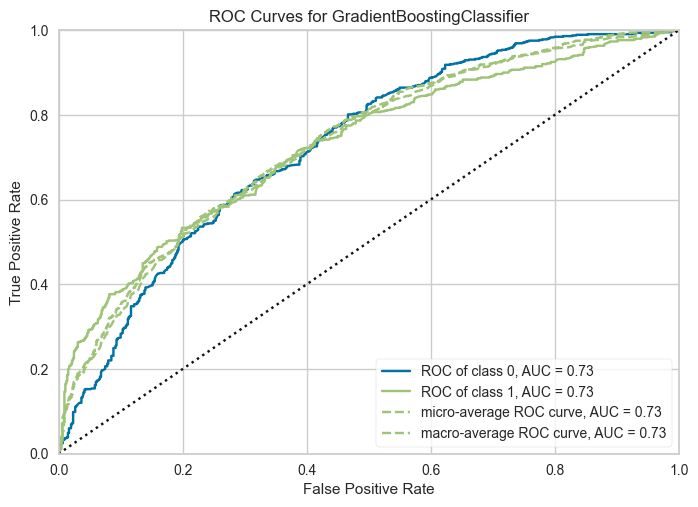 ROC Curves for GradientBoostingClassifier
True Positive Rate
1.0
0.8
0.6
0.4
0.2
0.0
ROC of class 0, AUC = 0.73
ROC of class 1, AUC = 0.73
micro-average ROC curve, AUC = 0.73
macro-average ROC curve, AUC = 0.73
0.0 0.2 0.4 0.6 0.8 1.0
False Positive Rate